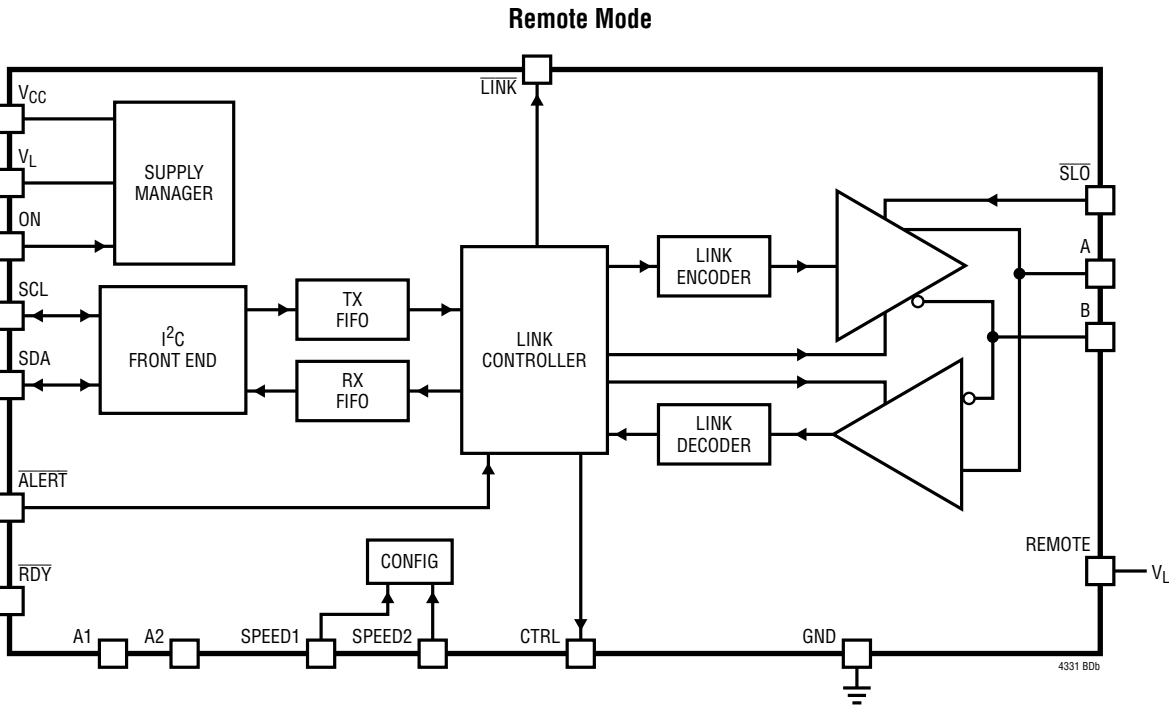 Remote Mode
LINK
VCC
VL
ON
SCL
SDA
ALERT
RDY
SUPPLY
MANAGER
I2C
FRONT END
TX
FIFO
RX
FIFO
LINK
CONTROLLER
LINK
ENCODER
LINK
DECODER
SLO
A
B
REMOTE
VL
CONFIG
A1
A2
SPEED1
SPEED2
CTRL
GND
4331 BDb